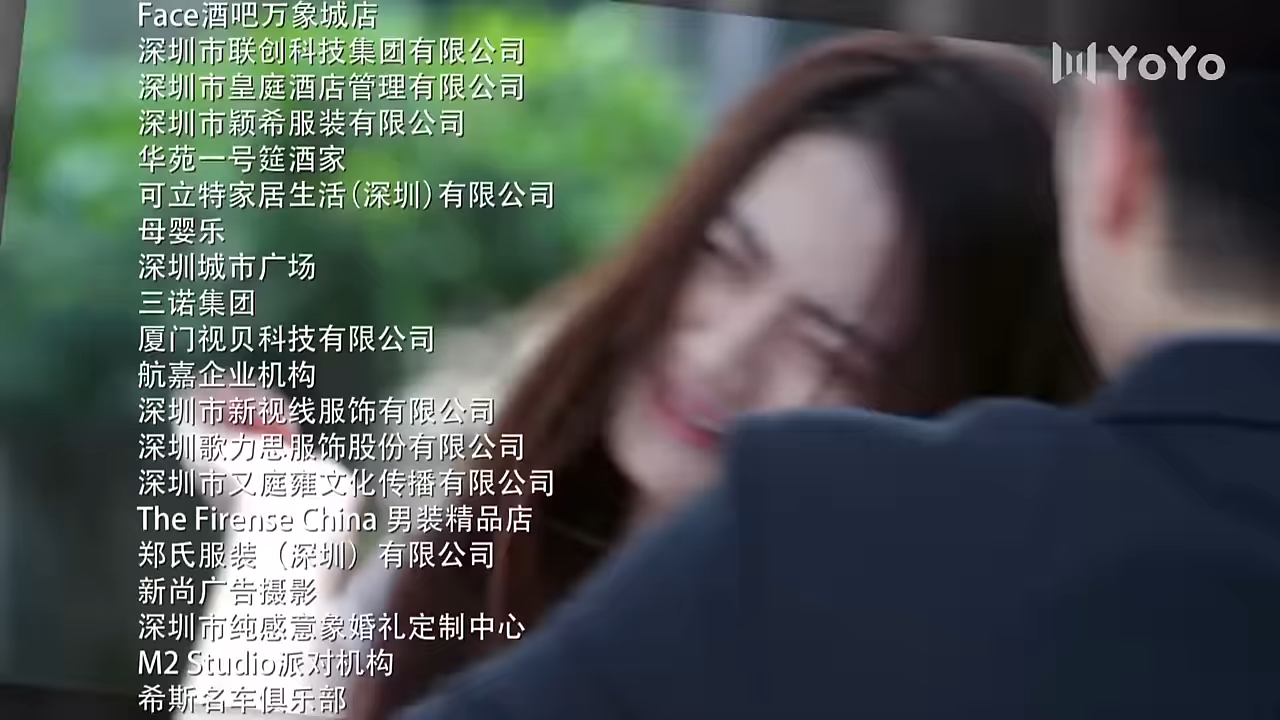 YoYo
Face酒吧万象城店
深圳市联创科技集团有限公司
深圳市皇庭酒店管理有限公司
深圳市颖希服装有限公司
华苑一号筵酒家
可立特家居生活(深圳)有限公司
母婴乐
深圳城市广场
三诺集团
厦门视贝科技有限公司
航嘉企业机构
深圳市新视线服饰有限公司
深圳歌力思服饰股份有限公司
深圳市又庭雍文化传播有限公司
The Firense China 男装精品店
郑氏服装（深圳）有限公司
新尚广告摄影
深圳市纯感意象婚礼定制中心
M2 Studio派对机构
希斯名车俱乐部